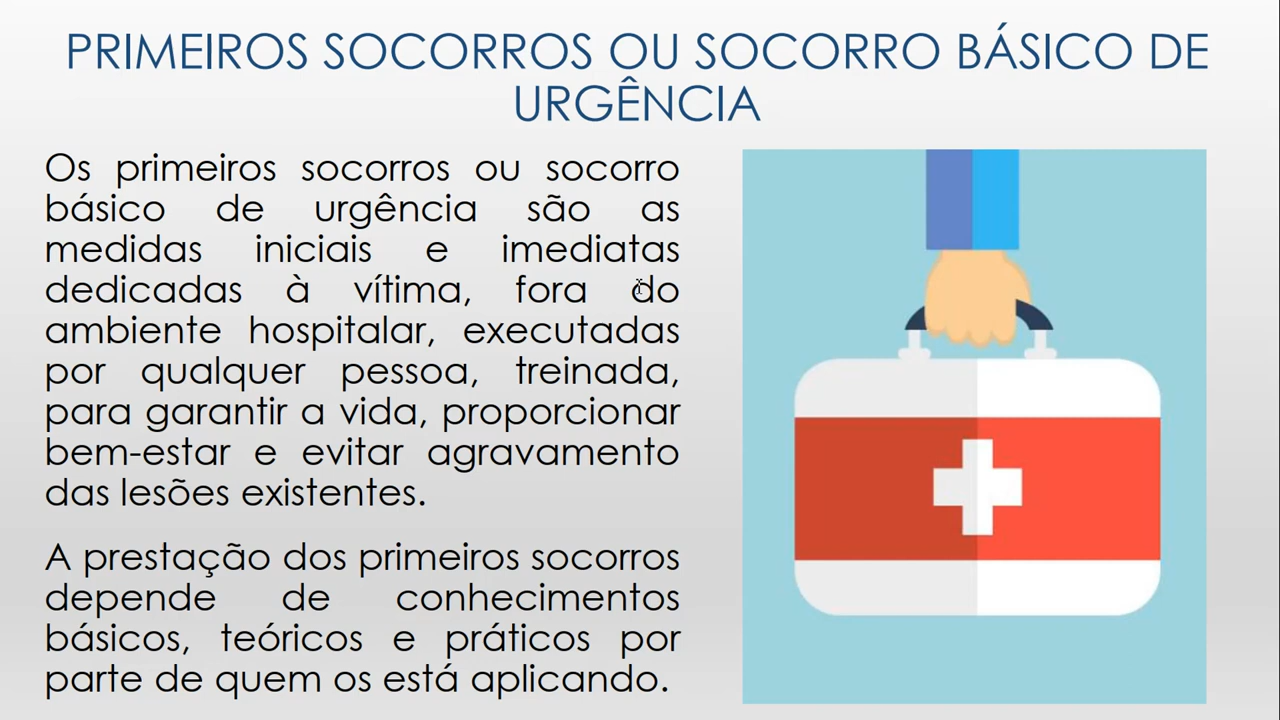 PRIMEIROS SOCORROS OU SOCORRO BÁSICO DE
URGÊNCIA
Os primeiros socorros ou socorro
básico de urgência são as
medidas iniciais e imediatas
dedicadas à vítima, fora do
ambiente hospitalar, executadas
por qualquer pessoa, treinada,
para garantir a vida, proporcionar
bem-estar e evitar agravamento
das lesões existentes.
A prestação dos primeiros socorros
depende de conhecimentos
básicos, teóricos e práticos por
parte de quem os está aplicando.